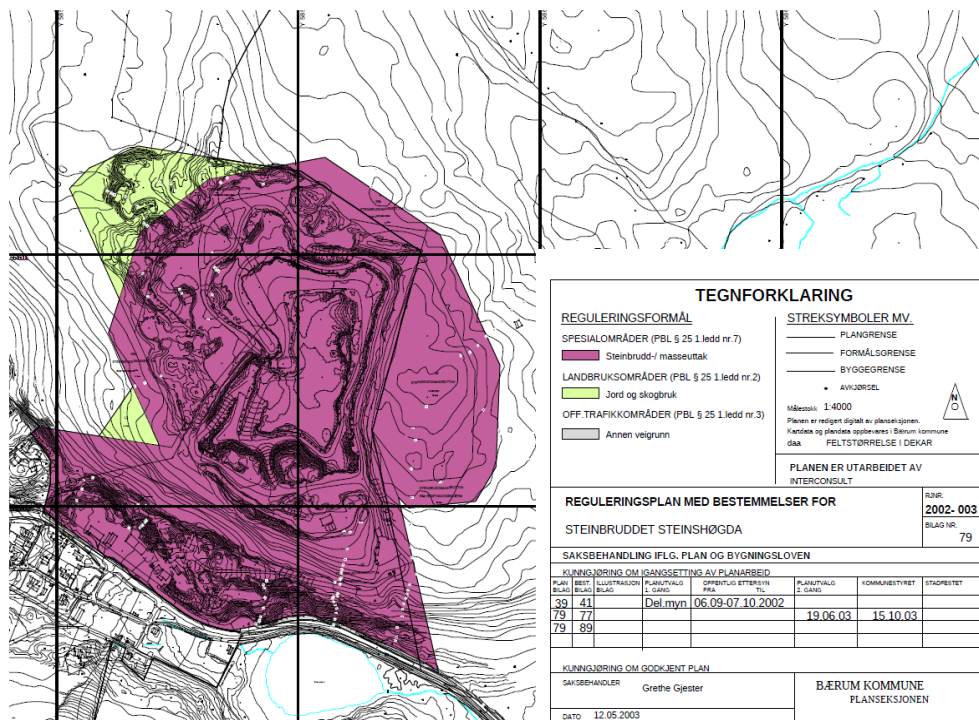 TEGNFORKLARING
REGULERINGSFORMÅL
SPESIALOMRÅDER (PBL § 25 1.ledd nr.7)
Steinbrudd-/ masseuttak
LANDBRUKSOMRÅDER (PBL § 25 1.ledd nr.2)
Jord og skogbruk
OFF.TRAFIKKOMRÅDER (PBL § 25 1.ledd nr.3)
Annen veigrunn
STREKSYMBOLER MV.
PLANGRENSE
FORMÅLSGRENSE
BYGGEGRENSE
AVKJØRSEL
Målestokk 1:4000
N
Planen er redigert digitalt av planseksjonen.
Kartdata og plandata oppbevares i Bærum kommune
daa FELTSTØRRELSE I DEKAR
PLANEN ER UTARBEIDET AV
INTERCONSULT
REGULERINGSPLAN MED BESTEMMELSER FOR
STEINBRUDDET STEINSHØGDA
RJNR.
2002- 003
BILAG NR.
79
SAKSBEHANDLING IFLG. PLAN OG BYGNINGSLOVEN
KUNNGJØRING OM IGANGSETTING AV PLANARBEID
PLAN BILAG BEST. BILAG ILLUSTRASJON BILAG PLANUTVALG 1. GANG OFFENTLIG ETTERSYN FRA TIL PLANUTVALG 2. GANG KOMMUNESTYRET STADFESTET
39 41 Del.myn 06.09-07.10.2002
79 77 19.06.03 15.10.03
79 89
KUNNGJØRING OM GODKJENT PLAN
SAKSBEHANDLER Grethe Gjester
BÆRUM KOMMUNE
PLANSEKSJONEN
DATO 12.05.2003